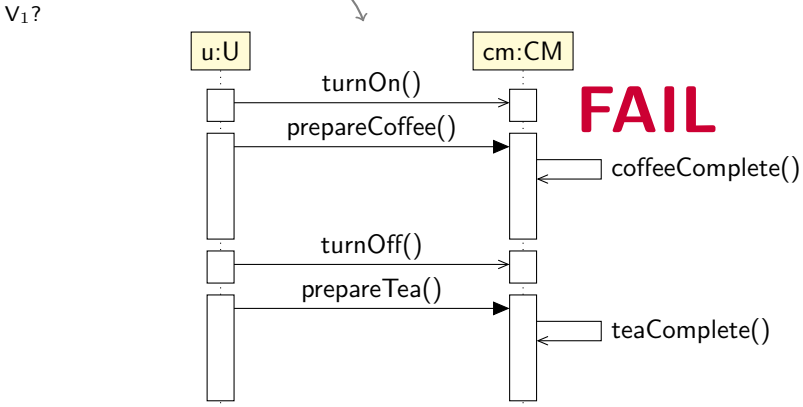 V₁?
u:U
cm:CM
turnOn()
FAIL
prepareCoffee()
coffeeComplete()
turnOff()
prepareTea()
teaComplete()